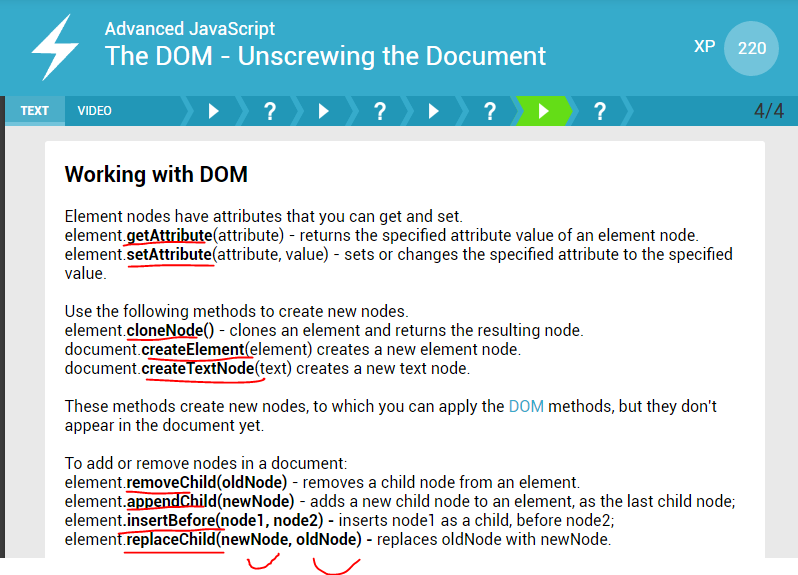 Advanced JavaScript
The DOM - Unscrewing the Document
XP 220
TEXT VIDEO ? ? ? ? 4/4
Working with DOM
Element nodes have attributes that you can get and set.
element.getAttribute(attribute) - returns the specified attribute value of an element node.
element.setAttribute(attribute, value) - sets or changes the specified attribute to the specified
value.
Use the following methods to create new nodes.
element.cloneNode() - clones an element and returns the resulting node.
document.createElement(element) creates a new element node.
document.createTextNode(text) creates a new text node.
These methods create new nodes, to which you can apply the DOM methods, but they don't
appear in the document yet.
To add or remove nodes in a document:
element.removeChild(oldNode) - removes a child node from an element.
element.appendChild(newNode) - adds a new child node to an element, as the last child node;
element.insertBefore(node1, node2) - inserts node1 as a child, before node2;
element.replaceChild(newNode, oldNode) - replaces oldNode with newNode.